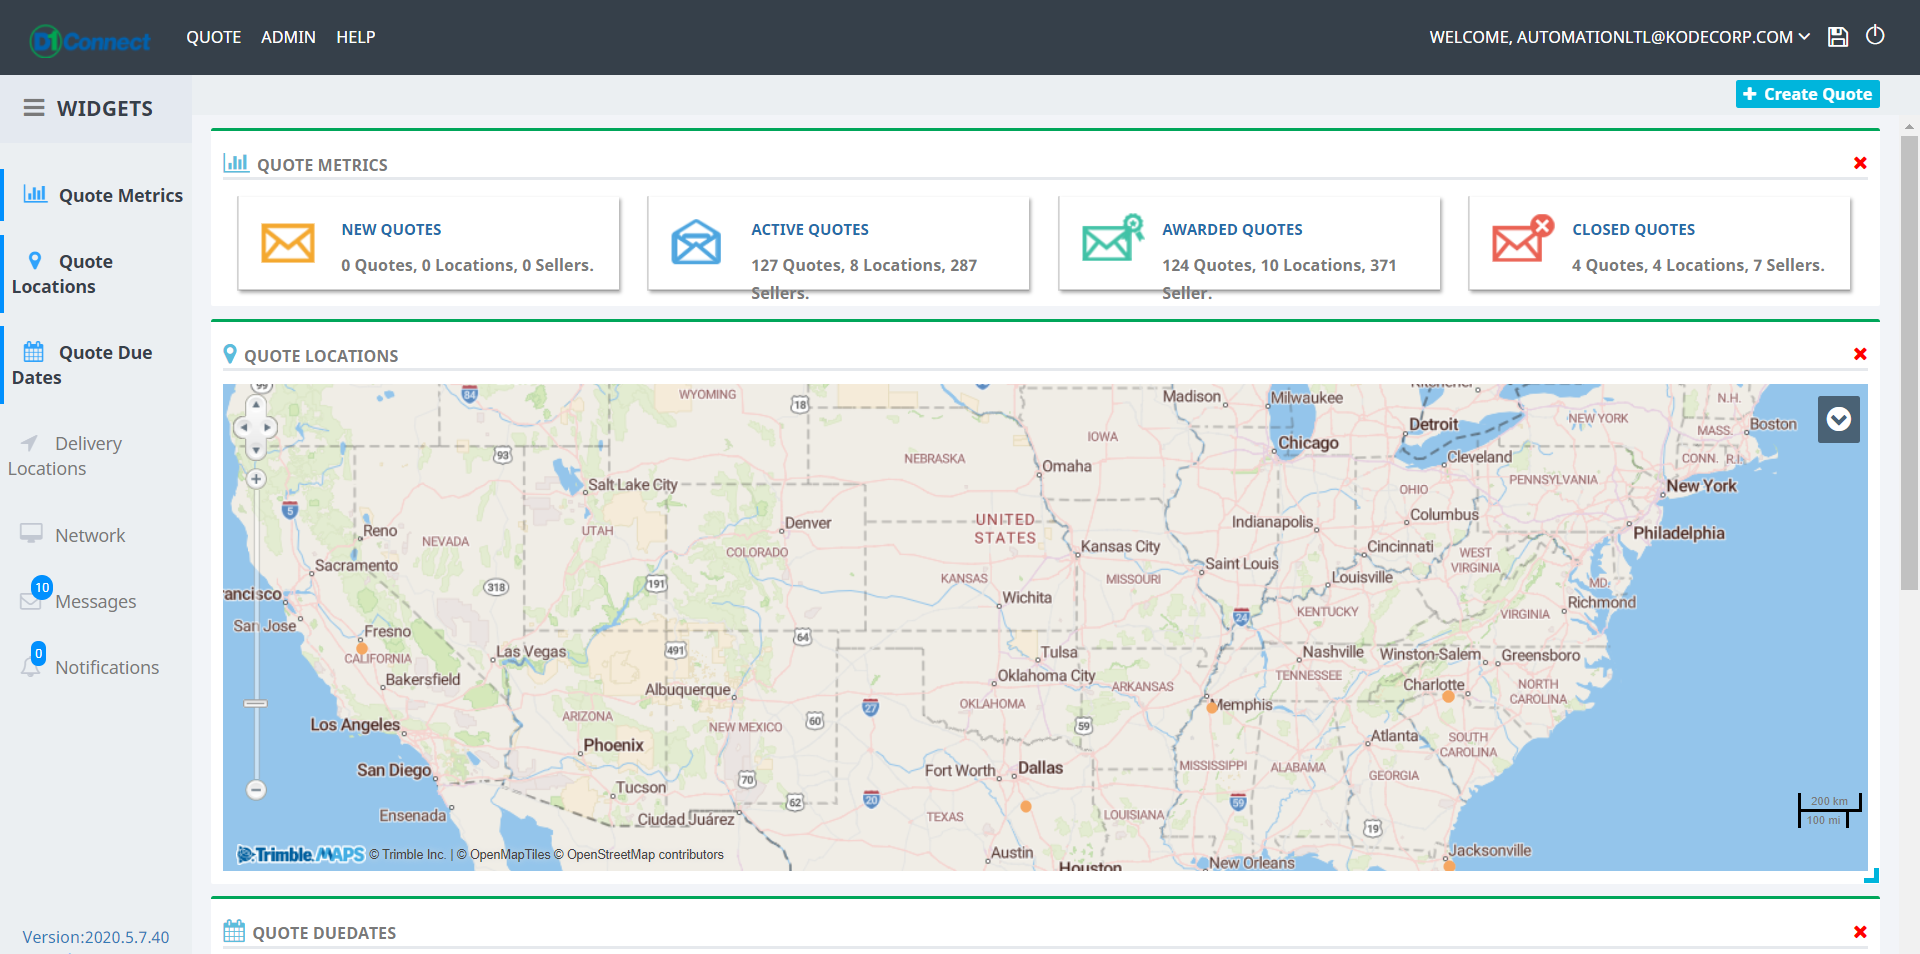 D1Connect
QUOTE ADMIN HELP
WELCOME, AUTOMATIONLTL@KODECORP.COM
WIDGETS
Create Quote
Quote Metrics
Quote
Locations
Quote Due
Dates
Delivery
Locations
Network
10
Messages
0
Notifications
Version:2020.5.7.40
QUOTE METRICS
NEW QUOTES
0 Quotes, 0 Locations, 0 Sellers.
ACTIVE QUOTES
127 Quotes, 8 Locations, 287
Sellers.
AWARDED QUOTES
124 Quotes, 10 Locations, 371
Seller.
CLOSED QUOTES
4 Quotes, 4 Locations, 7 Sellers.
QUOTE LOCATIONS
99
84
WYOMING
18
Madison
Milwaukee
Kitchener
N.H.
NEW YORK
Detroit
MASS.
Boston
IOWA
Chicago
93
NEBRASKA
Omaha
Cleveland
CONN.
R.I.
Salt Lake City
PENNSYLVANIA
New York
OHIO
5
Reno
UTAH
Denver
UNITED
STATES
Indianapolis
Columbus
Philadelphia
NEVADA
COLORADO
Kansas City
Cincinnati
WEST
VIRGINIA
Sacramento
318
191
KANSAS
MISSOURI
Saint Louis
Louisville
MD.
ancisco
Wichita
24
KENTUCKY
VIRGINIA
Richmond
San Jose
Fresno
64
CALIFORNIA
Las Vegas
491
Tulsa
Nashville
Winston-Salem
Greensboro
Bakersfield
Albuquerque
Oklahoma City
ARKANSAS
TENNESSEE
Charlotte
NORTH
CAROLINA
Los Angeles
ARIZONA
NEW MEXICO
60
27
OKLAHOMA
59
Memphis
Phoenix
Atlanta
SOUTH
CAROLINA
San Diego
70
Fort Worth
Dallas
MISSISSIPPI
ALABAMA
GEORGIA
Tucson
62
20
59
200 km
Ensenada
Ciudad Juárez
TEXAS
LOUISIANA
19
100 mi
Trimble MAPS © Trimble Inc. | © OpenMapTiles © OpenStreetMap contributors
Austin
Houston
New Orleans
Jacksonville
QUOTE DUEDATES